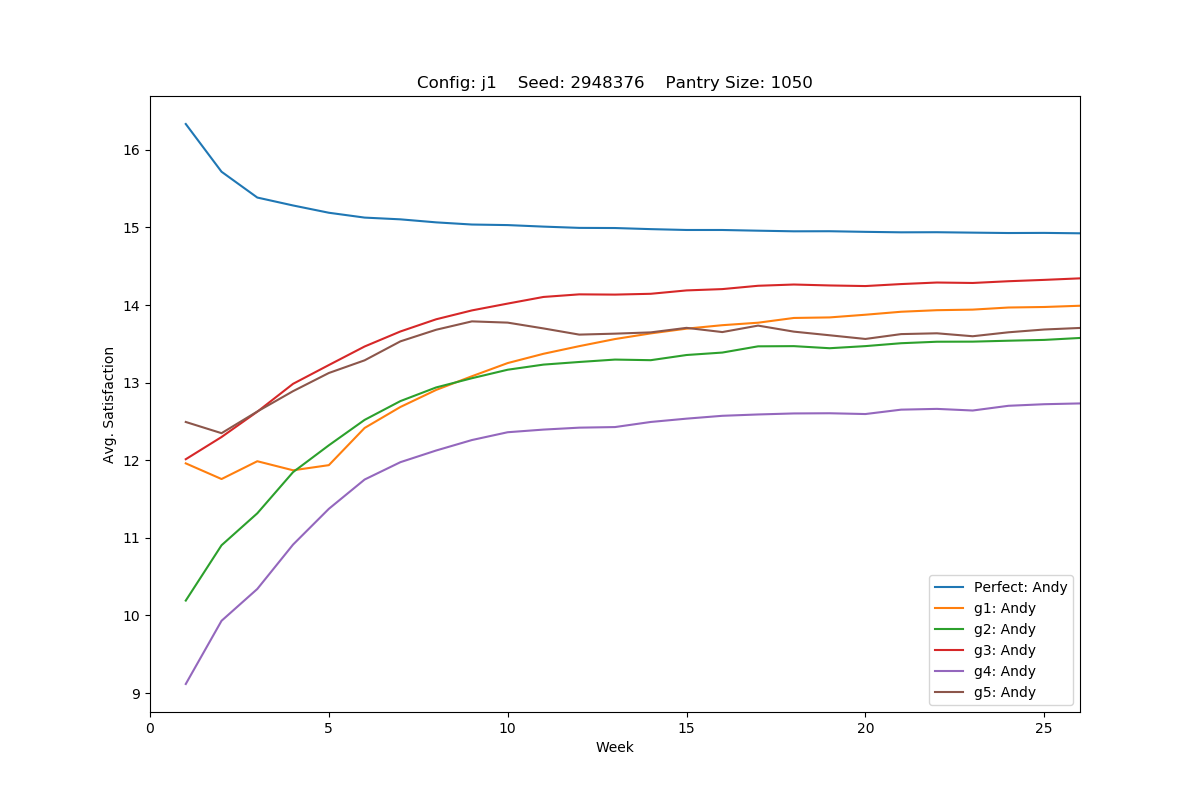 Config: j1    Seed: 2948376    Pantry Size: 1050
Avg. Satisfaction
16
15
14
13
12
11
10
9
0
5
10
15
20
25
Week
Perfect: Andy
g1: Andy
g2: Andy
g3: Andy
g4: Andy
g5: Andy